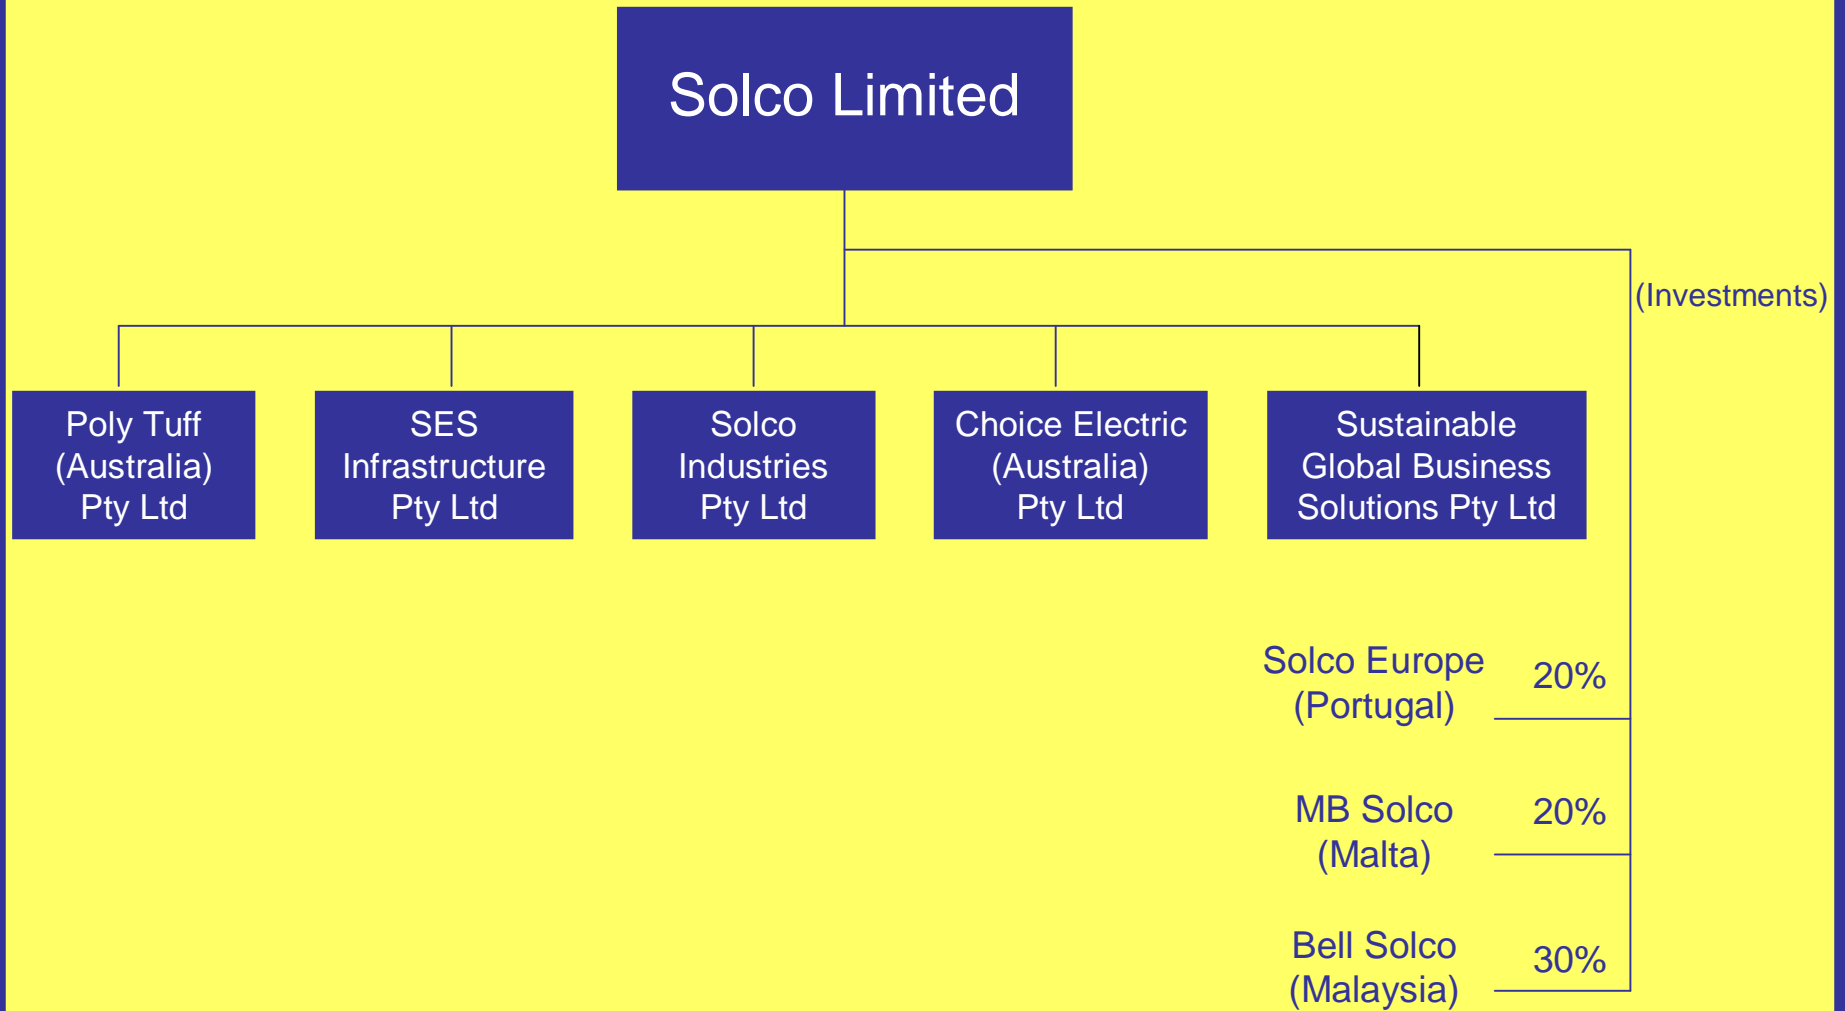 Solco Limited
(Investments)
Poly Tuff
(Australia)
Pty Ltd
SES
Infrastructure
Pty Ltd
Solco
Industries
Pty Ltd
Choice Electric
(Australia)
Pty Ltd
Sustainable
Global Business
Solutions Pty Ltd
Solco Europe
(Portugal)
20%
MB Solco
(Malta)
20%
Bell Solco
(Malaysia)
30%